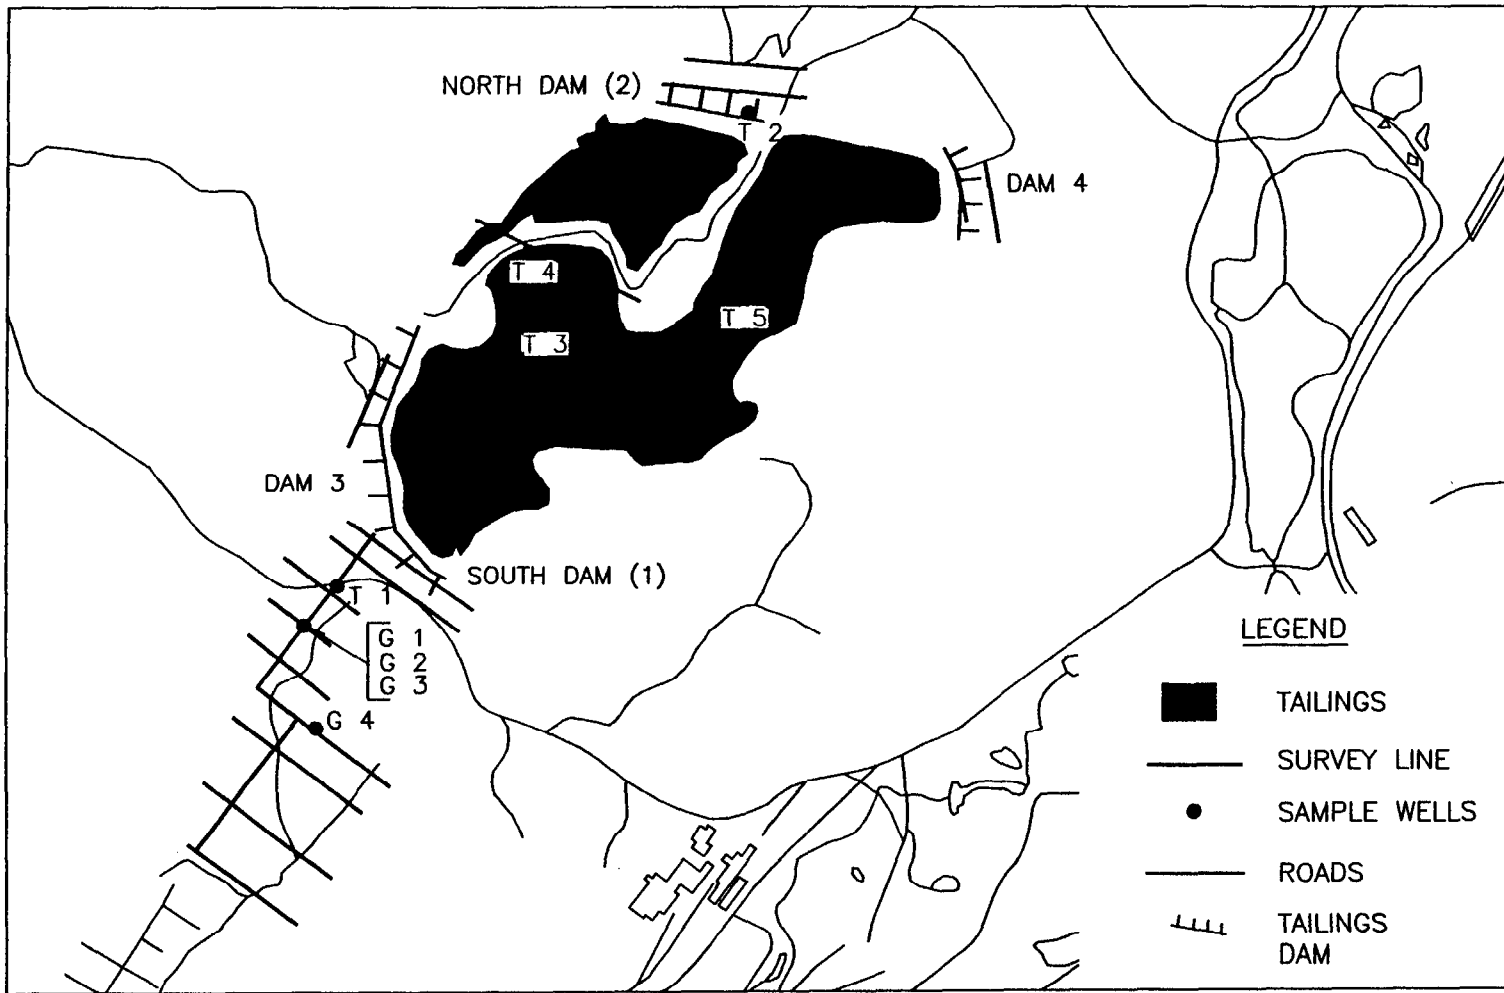 NORTH DAM (2)
T 2
DAM 4
T 4
T 5
T 3
DAM 3
SOUTH DAM (1)
T 1
G 1
G 2
G 3
G 4
LEGEND
TAILINGS
SURVEY LINE
SAMPLE WELLS
ROADS
TAILINGS
DAM